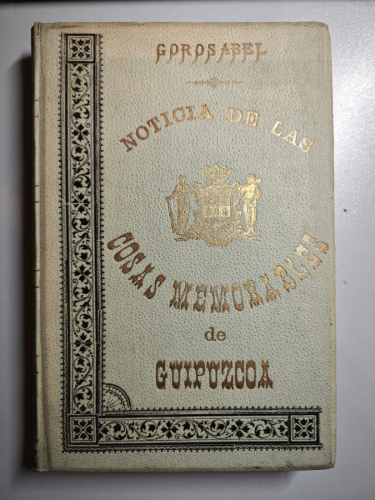 GOROSABEL
NOTICIA DE LAS
COSAS MEMORABLES
de
GUIPUZCOA